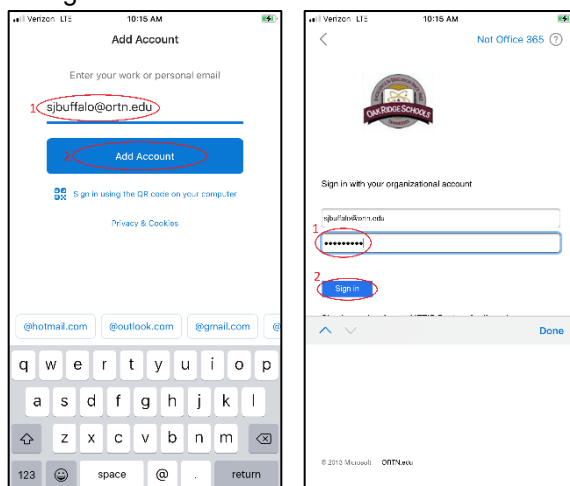 Verizon LTE 10:15 AM
Add Account
Enter your work or personal email
1 sjbuffalo@ortn.edu
2 Add Account
Sign in using the QR code on your computer
Privacy & Cookies
@hotmail.com @outlook.com @gmail.com @
q w e r t y u i o p
a s d f g h j k l
z x c v b n m
123 space @ . return
Verizon LTE 10:15 AM
Not Office 365 ?
OAK RIDGE SCHOOLS
Sign in with your organizational account
sjbuffalo@ortn.edu
1 •••••••••
2
Sign in
Done
© 2013 Microsoft ORTN.edu